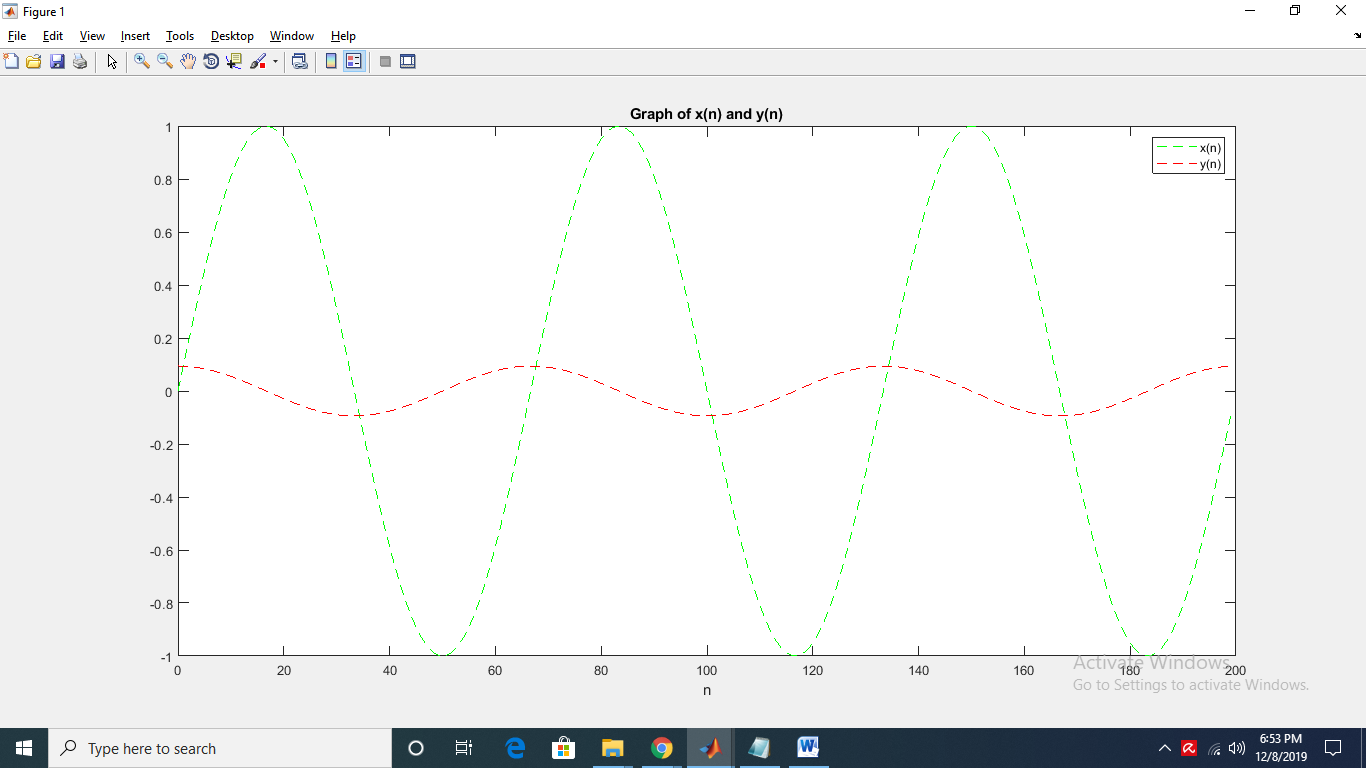 Figure 1
File Edit View Insert Tools Desktop Window Help
Graph of x(n) and y(n)
x(n)
y(n)
1
0.8
0.6
0.4
0.2
0
-0.2
-0.4
-0.6
-0.8
-1
0 20 40 60 80 100 120 140 160 180 200
n
Activate Windows
Go to Settings to activate Windows.
Type here to search
6:53 PM
12/8/2019